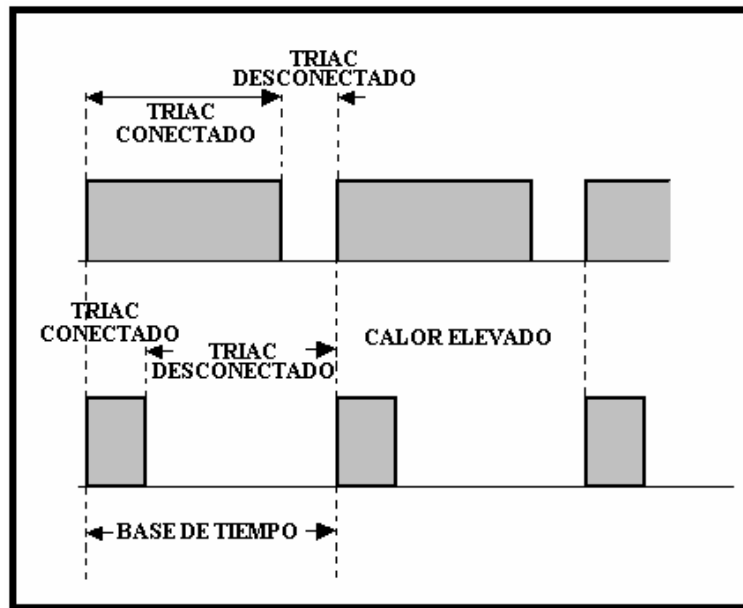 TRIAC
DESCONECTADO
TRIAC
CONECTADO
TRIAC
CONECTADO
TRIAC
DESCONECTADO
CALOR ELEVADO
BASE DE TIEMPO